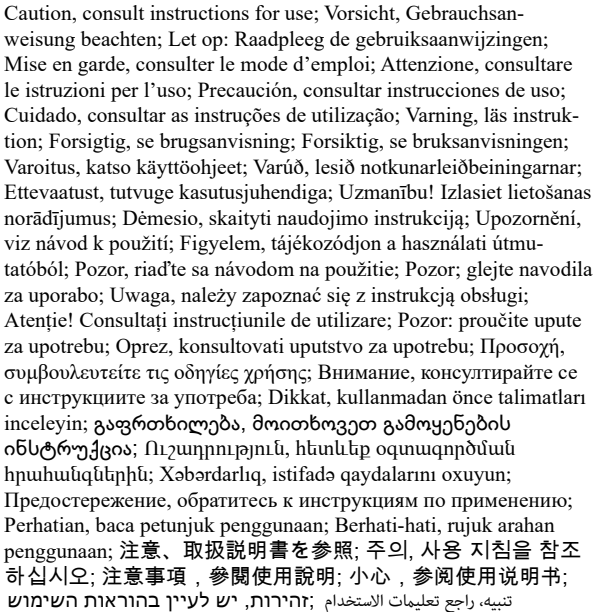 Caution, consult instructions for use; Vorsicht, Gebrauchsan-
weisung beachten; Let op: Raadpleeg de gebruiksaanwijzingen;
Mise en garde, consulter le mode d’emploi; Attenzione, consultare
le istruzioni per l’uso; Precaución, consultar instrucciones de uso;
Cuidado, consultar as instruções de utilização; Varning, läs instruk-
tion; Forsigtig, se brugsanvisning; Forsiktig, se bruksanvisningen;
Varoitus, katso käyttöohjeet; Varúð, lesið notkunarleiðbeiningarnar;
Ettevaatust, tutvuge kasutusjuhendiga; Uzmanību! Izlasiet lietošanas
norādījumus; Dėmesio, skaityti naudojimo instrukciją; Upozornění,
viz návod k použití; Figyelem, tájékozódjon a használati útmu-
tatóból; Pozor, riaďte sa návodom na použitie; Pozor; glejte navodila
za uporabo; Uwaga, należy zapoznać się z instrukcją obsługi;
Atenție! Consultați instrucțiunile de utilizare; Pozor: proučite upute
za upotrebu; Oprez, konsultovati uputstvo za upotrebu; Προσοχή,
συμβουλευτείτε τις οδηγίες χρήσης; Внимание, консултирайте се
с инструкциите за употреба; Dikkat, kullanmadan önce talimatları
inceleyin; გაფრთხილება, მოითხოვეთ გამოყენების
ინსტრუქცია; Ուշադրություն, հետևեք օգտագործման
հրահանգներին; Xəbərdarlıq, istifadə qaydalarını oxuyun;
Предостережение, обратитесь к инструкциям по применению;
Perhatian, baca petunjuk penggunaan; Berhati-hati, rujuk arahan
penggunaan; 注意、取扱説明書を参照; 주의, 사용 지침을 참조
하십시오; 注意事項，參閱使用說明; 小心，参阅使用说明书;
تنبيه، راجع تعليمات الاستخدام ;זהירות, יש לעיין בהוראות השימוש